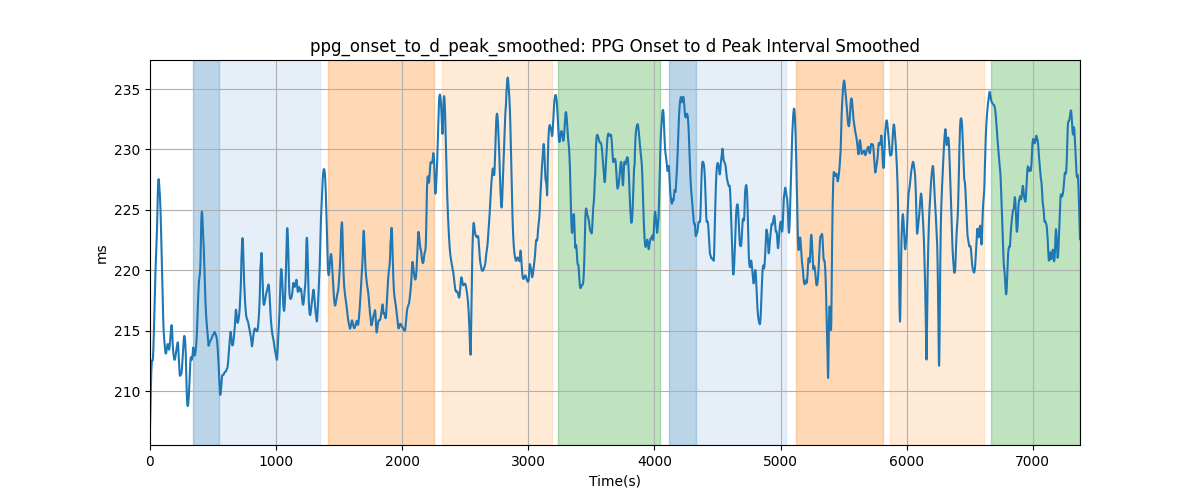 ppg_onset_to_d_peak_smoothed: PPG Onset to d Peak Interval Smoothed
235
230
225
220
215
210
ms
0 1000 2000 3000 4000 5000 6000 7000
Time(s)